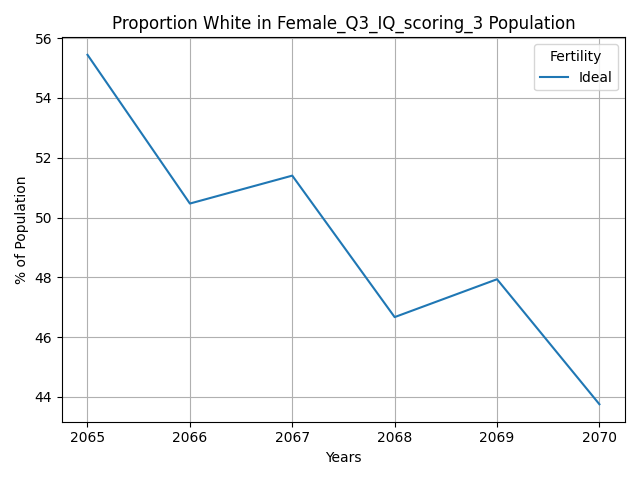 Proportion White in Female_Q3_IQ_scoring_3 Population
Fertility
Ideal
% of Population
56
54
52
50
48
46
44
2065 2066 2067 2068 2069 2070
Years